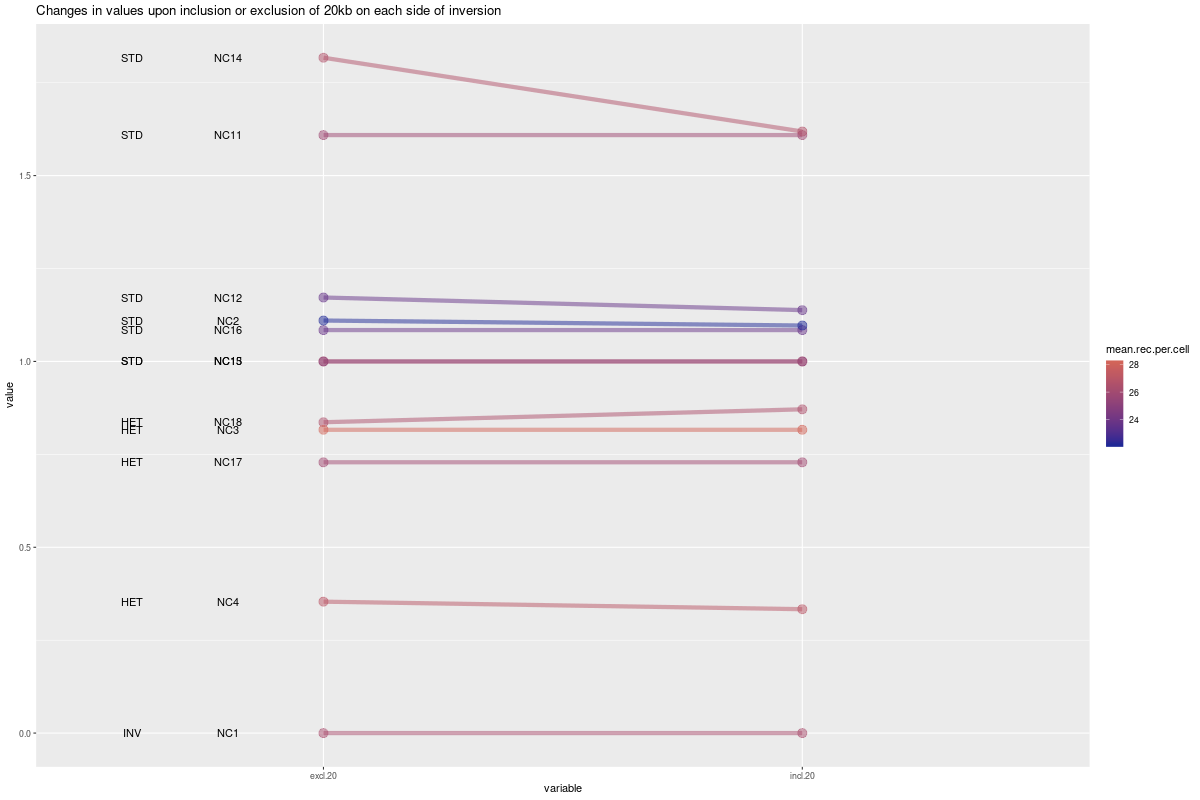 Changes in values upon inclusion or exclusion of 20kb on each side of inversion
STD NC14
STD NC11
1.5
STD NC12
STD NC2
STD NC16
1.0
STD
HET NC18
HET NC3
HET NC17
0.5
HET NC4
0.0
INV NC1
excl.20 incl.20
variable
value
mean.rec.per.cell
28
26
24